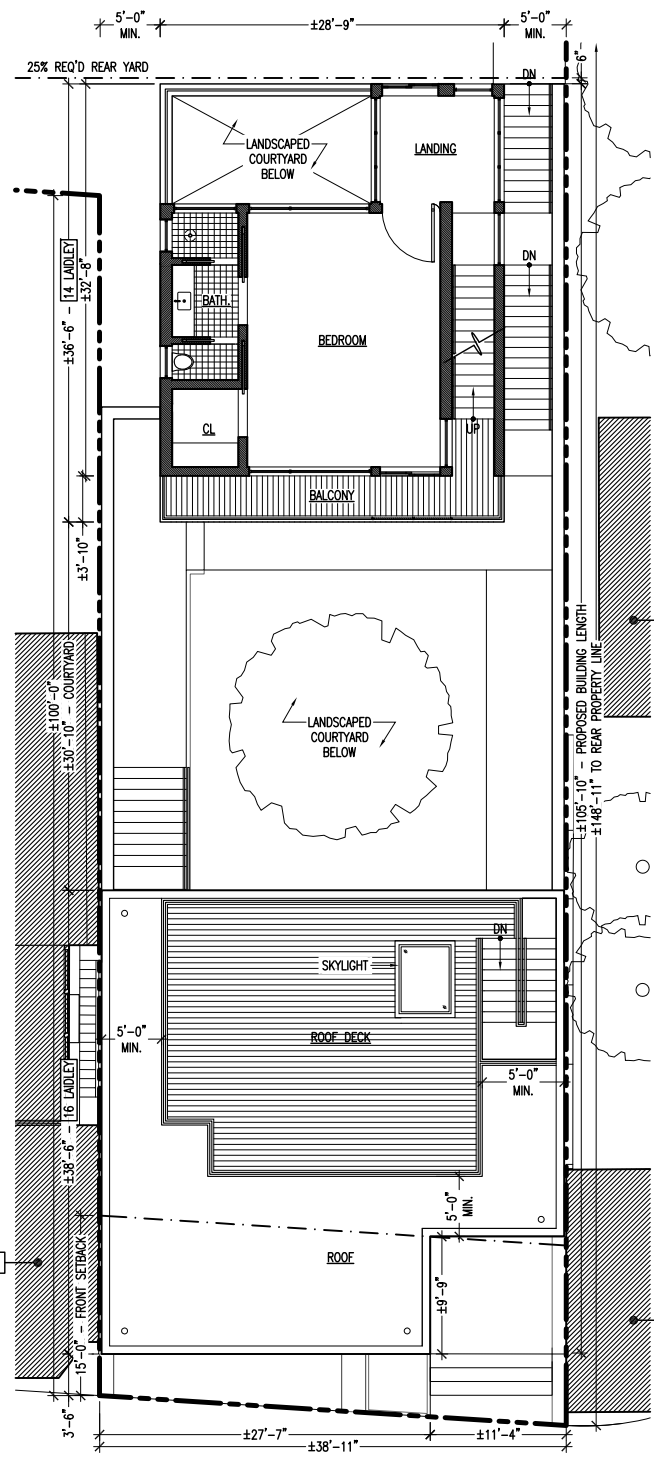 5'-0"
MIN.
±28'-9"
5'-0"
MIN.
25% REQ'D REAR YARD
6"
DN
LANDSCAPED
COURTYARD
BELOW
LANDING
14 LAIDLEY
±36'-6" -
±32'-8"
DN
BATH.
BEDROOM
CL
UP
BALCONY
±3'-10"
±100'-0"
±30'-10" - COURTYARD
LANDSCAPED
COURTYARD
BELOW
±105'-10" - PROPOSED BUILDING LENGTH
±148'-11" TO REAR PROPERTY LINE
DN
SKYLIGHT
5'-0"
MIN.
ROOF DECK
5'-0"
MIN.
±38'-6" - 16 LAIDLEY
5'-0"
MIN.
ROOF
15'-0" - FRONT SETBACK
±9'-9"
3'-6"
±27'-7"
±11'-4"
±38'-11"